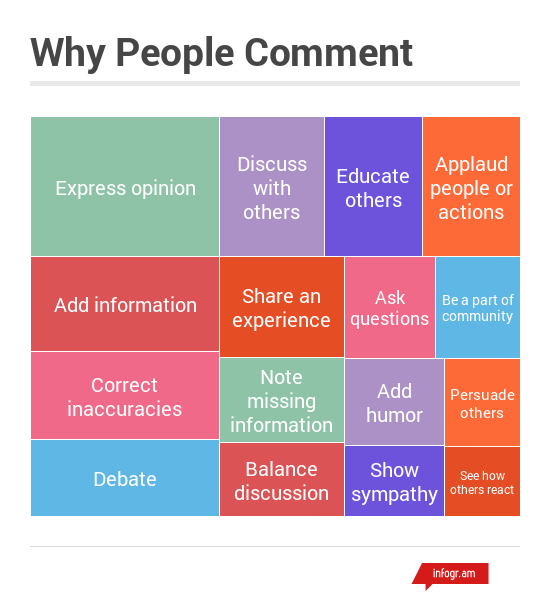 Why People Comment
Express opinion
Discuss
with
others
Educate
others
Applaud
people or
actions
Add information
Share an
experience
Ask
questions
Be a part of
community
Correct
inaccuracies
Note
missing
information
Add
humor
Persuade
others
Debate
Balance
discussion
Show
sympathy
See how
others react
infogr.am